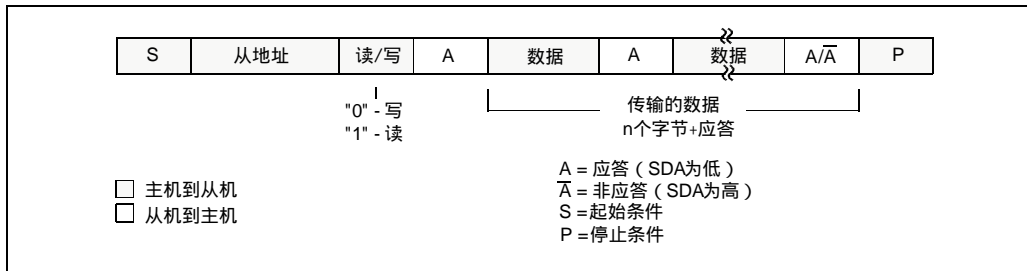 S 从地址 读/写 A 数据 A 数据 A/A̅ P
"0" - 写
"1" - 读
传输的数据
n个字节+应答
A = 应答（SDA为低）
A̅ = 非应答（SDA为高）
S =起始条件
P =停止条件
主机到从机
从机到主机